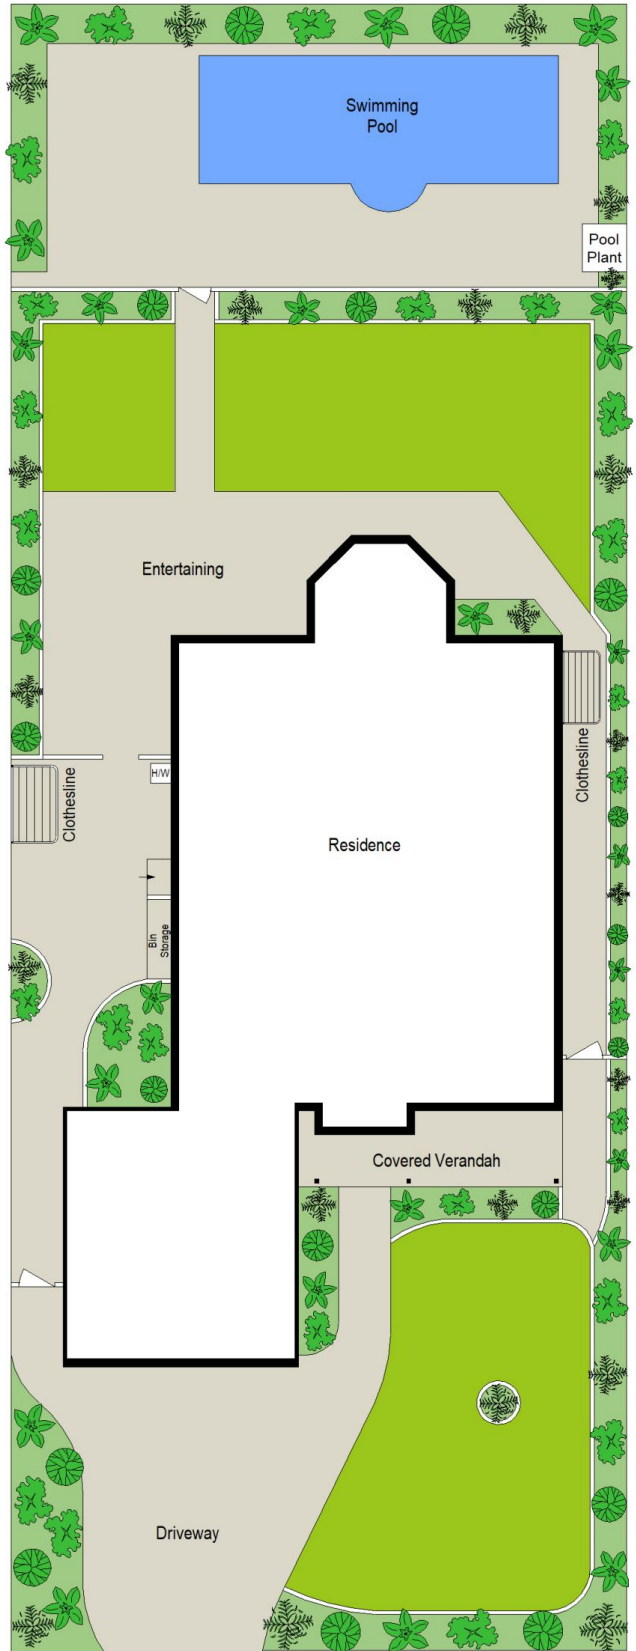 Swimming
Pool
Pool
Plant
Entertaining
H/W
Clothesline
Clothesline
Residence
Bin
Storage
Covered Verandah
Driveway